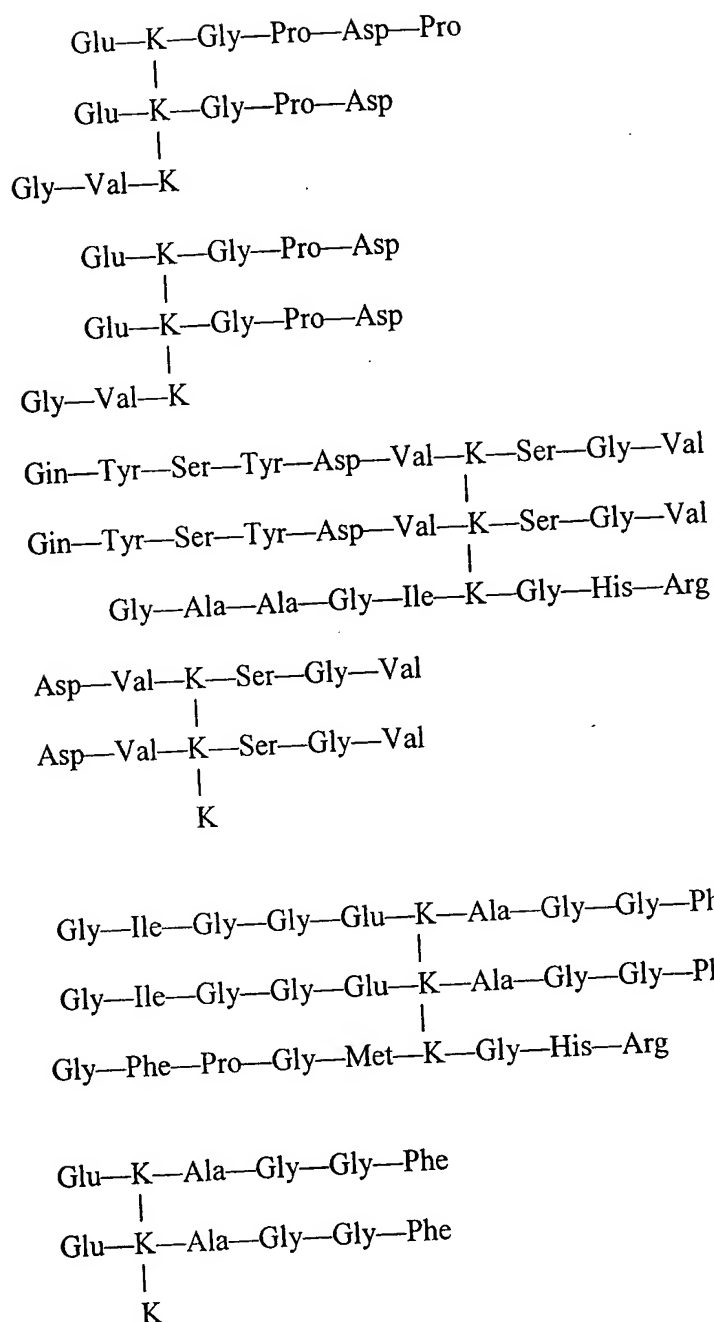 Glu—K—Gly—Pro—Asp—Pro
|
Glu—K—Gly—Pro—Asp
|
Gly—Val—K
Glu—K—Gly—Pro—Asp
|
Glu—K—Gly—Pro—Asp
|
Gly—Val—K
Gin—Tyr—Ser—Tyr—Asp—Val—K—Ser—Gly—Val
|
Gin—Tyr—Ser—Tyr—Asp—Val—K—Ser—Gly—Val
|
Gly—Ala—Ala—Gly—Ile—K—Gly—His—Arg
Asp—Val—K—Ser—Gly—Val
|
Asp—Val—K—Ser—Gly—Val
|
K
Gly—Ile—Gly—Gly—Glu—K—Ala—Gly—Gly—
|
Gly—Ile—Gly—Gly—Glu—K—Ala—Gly—Gly—
|
Gly—Phe—Pro—Gly—Met—K—Gly—His—Arg
Glu—K—Ala—Gly—Gly—Phe
|
Glu—K—Ala—Gly—Gly—Phe
|
K